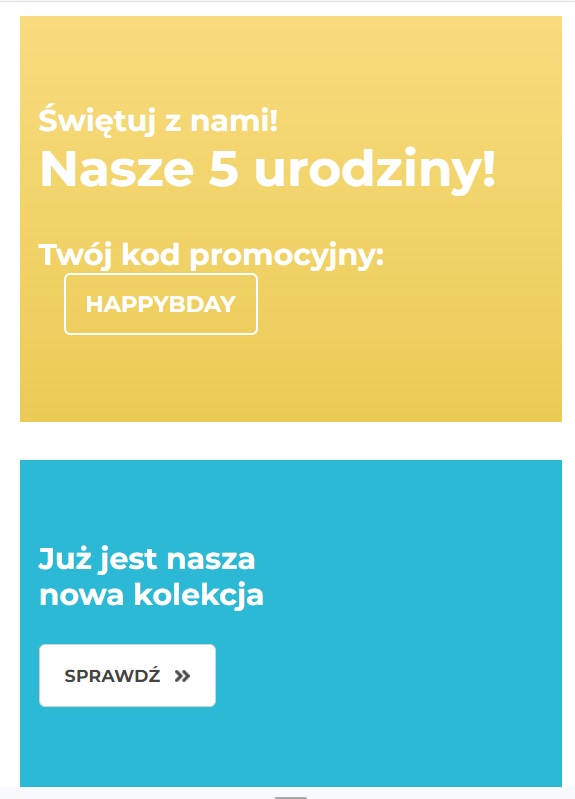 Świętuj z nami!
Nasze 5 urodziny!
Twój kod promocyjny:
HAPPYBDAY
Już jest nasza
nowa kolekcja
SPRAWDŹ